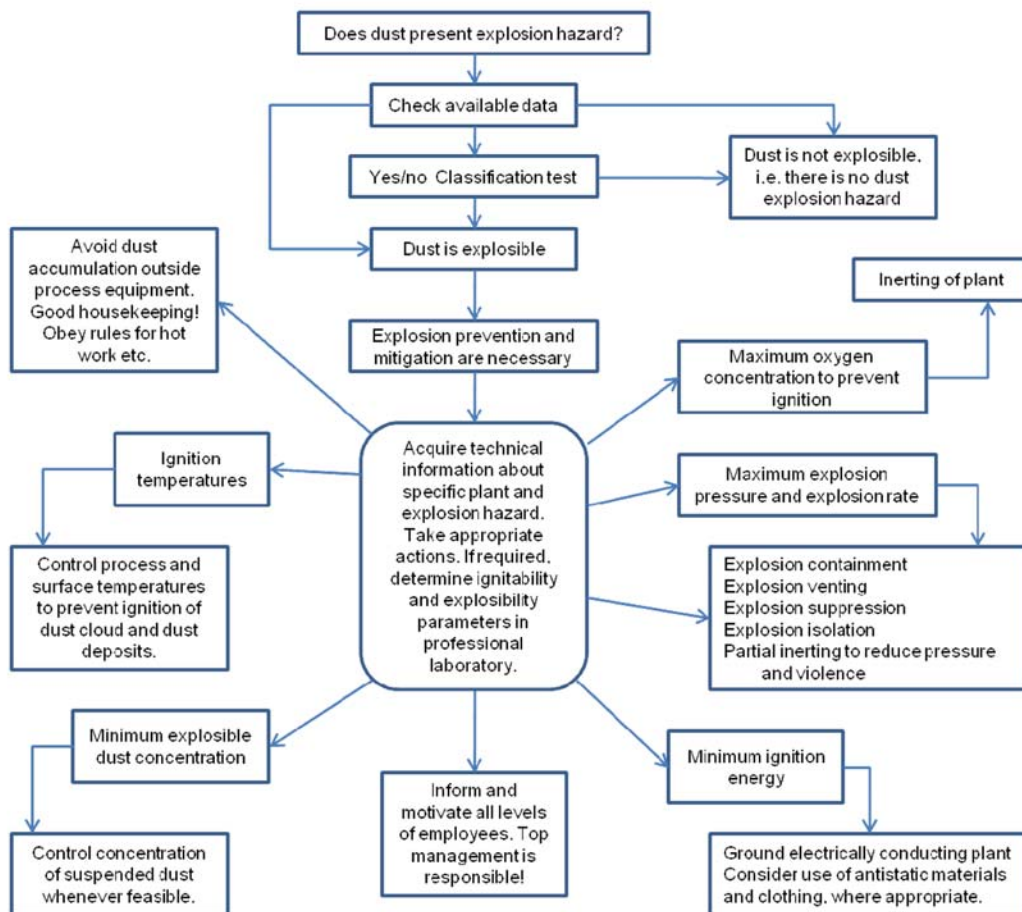 Does dust present explosion hazard?
Check available data
Yes/no Classification test
Dust is not explosible,
i.e. there is no dust
explosion hazard
Dust is explosible
Avoid dust
accumulation outside
process equipment.
Good housekeeping!
Obey rules for hot
work etc.
Inerting of plant
Explosion prevention and
mitigation are necessary
Maximum oxygen
concentration to prevent
ignition
Ignition
temperatures
Acquire technical
information about
specific plant and
explosion hazard.
Take appropriate
actions. If required,
determine ignitability
and explosibility
parameters in
professional
laboratory.
Maximum explosion
pressure and explosion rate
Control process and
surface temperatures
to prevent ignition of
dust cloud and dust
deposits.
Explosion containment
Explosion venting
Explosion suppression
Explosion isolation
Partial inerting to reduce pressure
and violence
Minimum explosible
dust concentration
Minimum ignition
energy
Inform and
motivate all levels
of employees. Top
management is
responsible!
Control concentration
of suspended dust
whenever feasible.
Ground electrically conducting plant
Consider use of antistatic materials
and clothing, where appropriate.